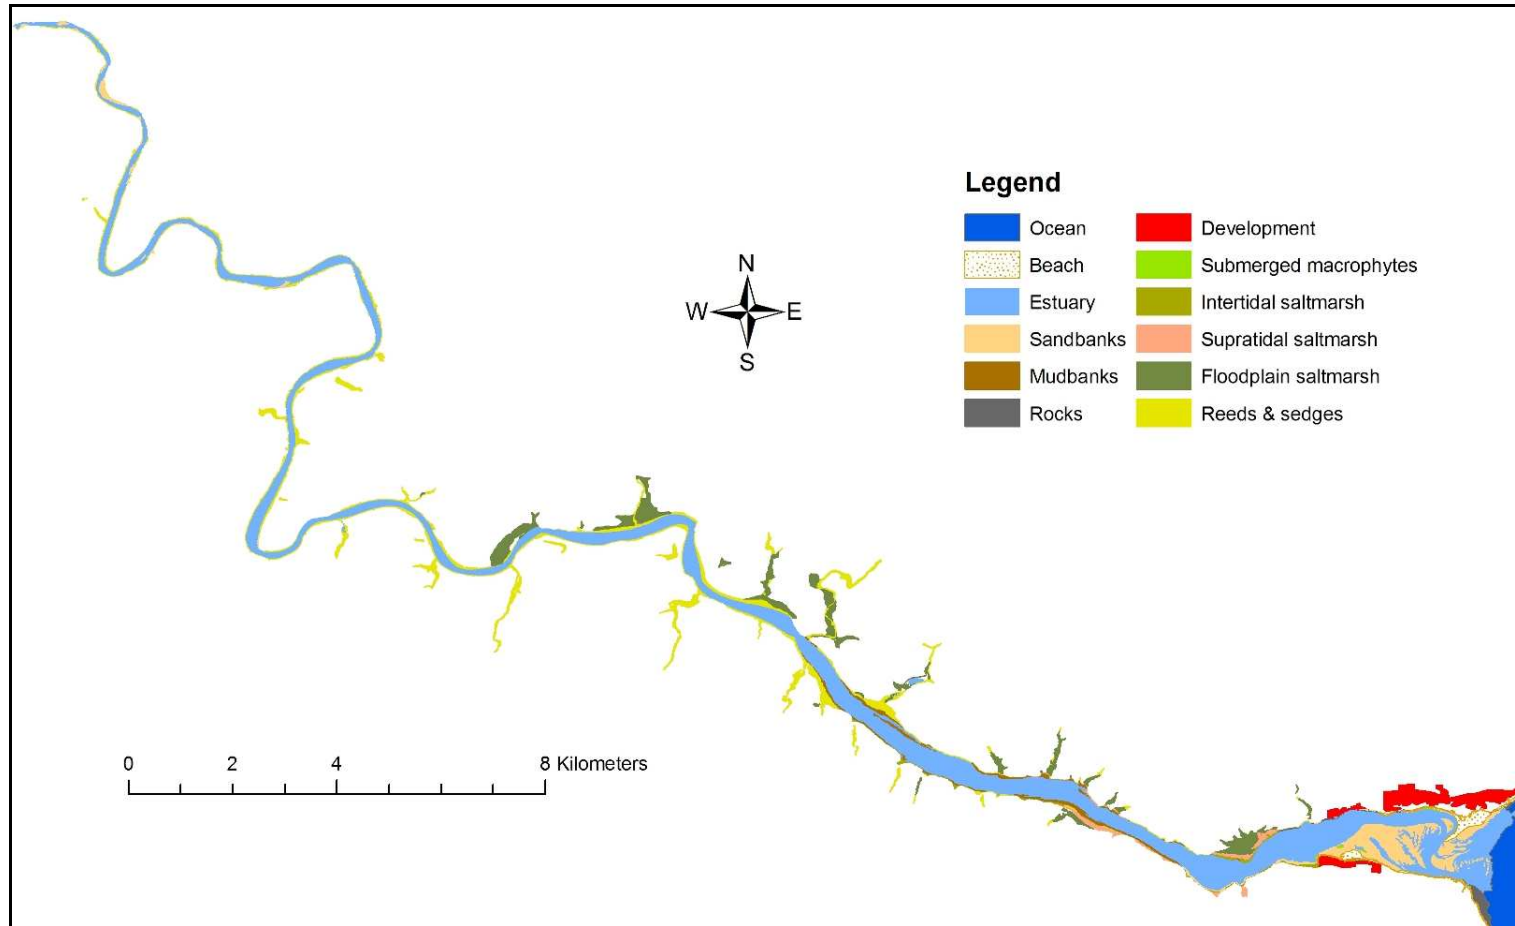 Legend
Ocean
Development
Beach
Submerged macrophytes
Estuary
Intertidal saltmarsh
Sandbanks
Supratidal saltmarsh
Mudbanks
Floodplain saltmarsh
Rocks
Reeds & sedges
N
W E
S
0 2 4 8 Kilometers